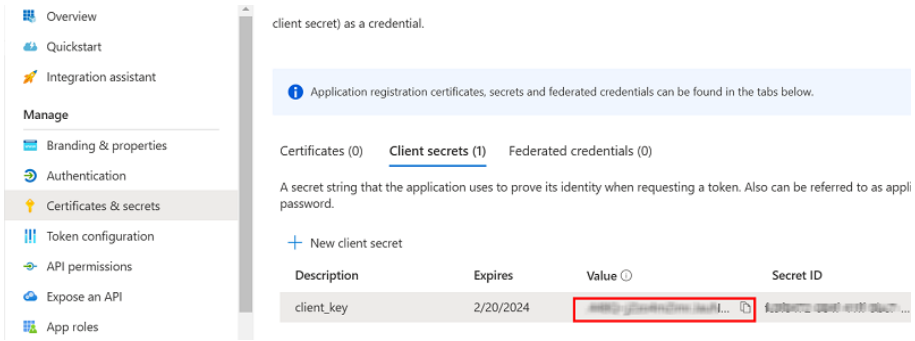 Overview
Quickstart
Integration assistant
Manage
Branding & properties
Authentication
Certificates & secrets
Token configuration
API permissions
Expose an API
App roles
client secret) as a credential.
Application registration certificates, secrets and federated credentials can be found in the tabs below.
Certificates (0) Client secrets (1) Federated credentials (0)
A secret string that the application uses to prove its identity when requesting a token. Also can be referred to as appli
password.
New client secret
Description Expires Value Secret ID
client_key 2/20/2024